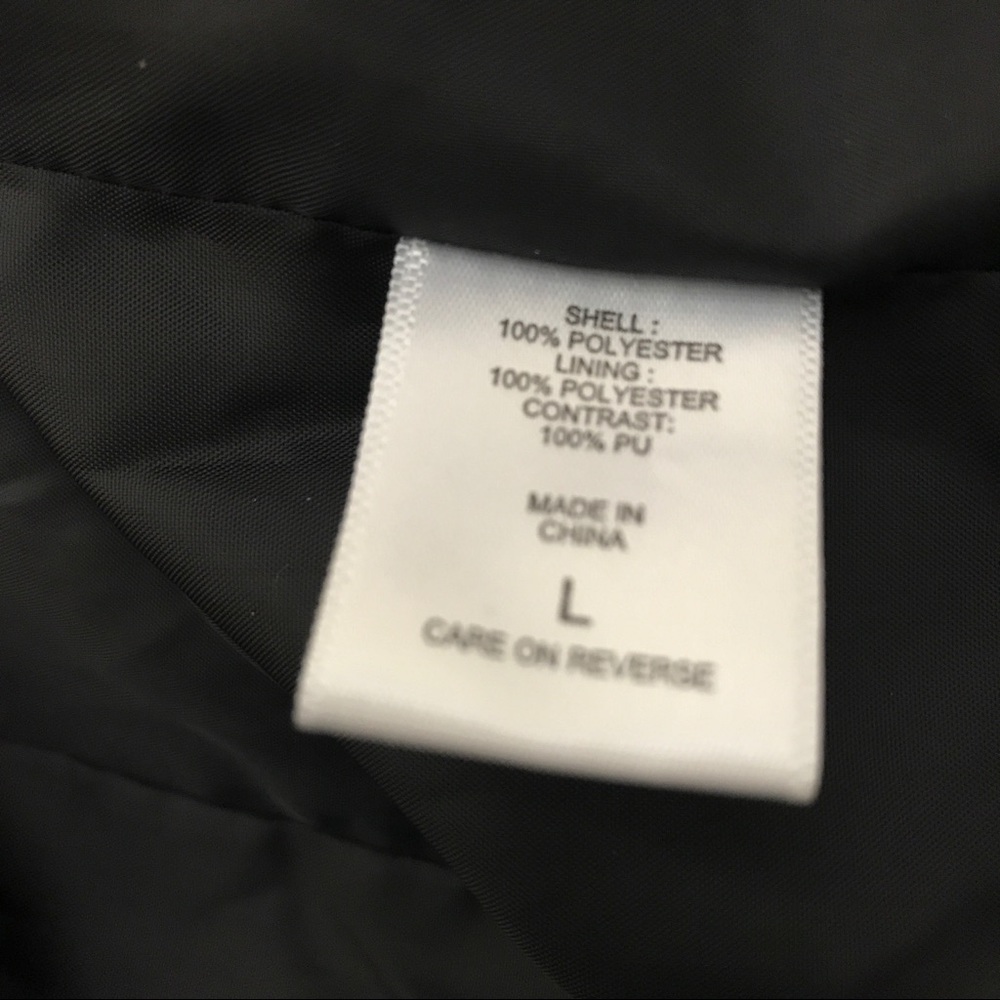 SHELL :
100% POLYESTER
LINING :
100% POLYESTER
CONTRAST:
100% PU
MADE IN
CHINA
L
CARE ON REVERSE